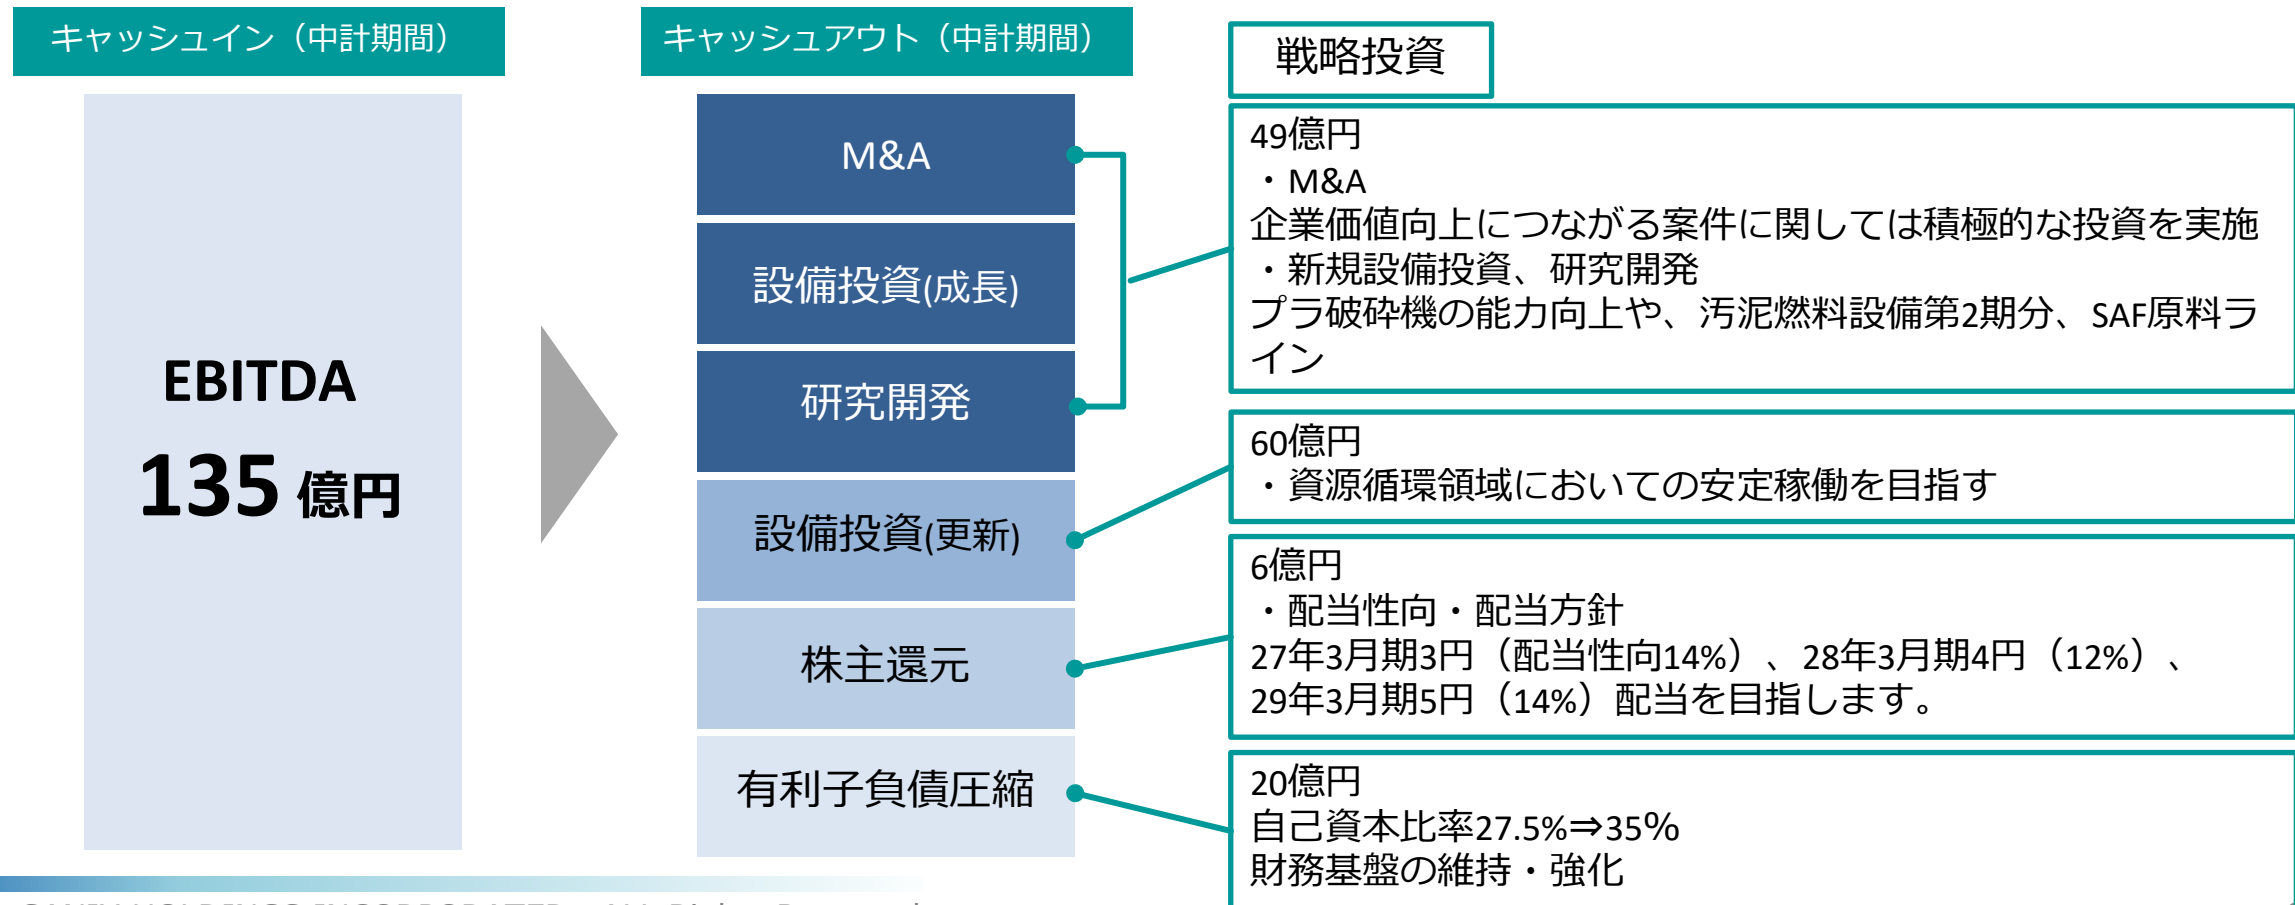 キャッシュイン（中計期間）
EBITDA
135 億円
キャッシュアウト（中計期間）
M&A
設備投資(成長)
研究開発
設備投資(更新)
株主還元
有利子負債圧縮
戦略投資
49億円
・M&A
企業価値向上につながる案件に関しては積極的な投資を実施
・新規設備投資、研究開発
プラ破砕機の能力向上や、汚泥燃料設備第2期分、SAF原料ラ
イン
60億円
・資源循環領域においての安定稼働を目指す
6億円
・配当性向・配当方針
27年3月期3円（配当性向14%）、28年3月期4円（12%）、
29年3月期5円（14%）配当を目指します。
20億円
自己資本比率27.5%⇒35%
財務基盤の維持・強化